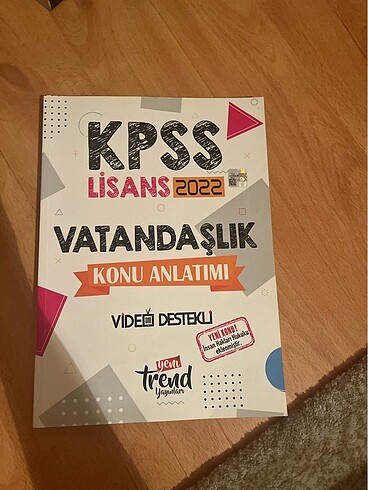 KPSS
LİSANS 2022
VATANDAŞLIK
KONU ANLATIMI
VİDEO DESTEKLİ
YENİ KONU!
İnsan Hakları Hukuku
eklenmiştir.
yeni
trend
Yayınları